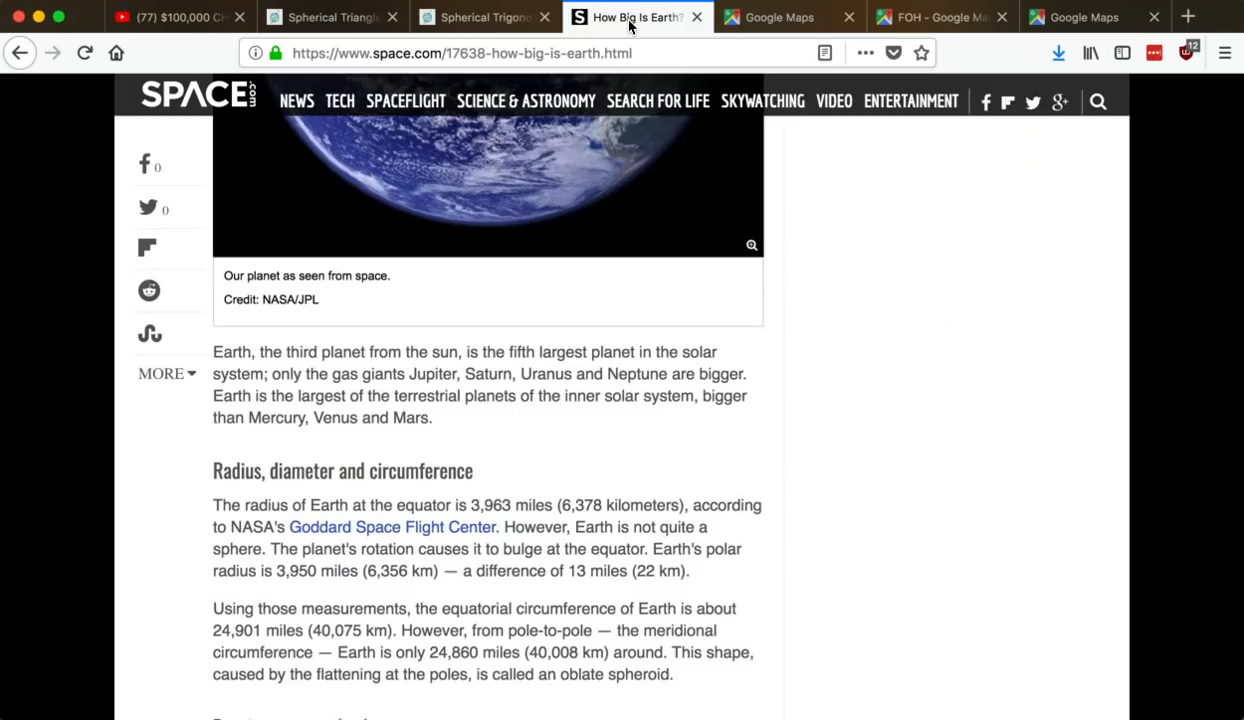 (77) $100,000 C
Spherical Triangl
Spherical Trigono
How Big Is Earth?
Google Maps
FOH - Google Ma
Google Maps
https://www.space.com/17638-how-big-is-earth.html
12
SPACE.com
NEWS TECH SPACEFLIGHT SCIENCE & ASTRONOMY SEARCH FOR LIFE SKYWATCHING VIDEO ENTERTAINMENT
0
0
MORE
Our planet as seen from space.
Credit: NASA/JPL
Earth, the third planet from the sun, is the fifth largest planet in the solar
system; only the gas giants Jupiter, Saturn, Uranus and Neptune are bigger.
Earth is the largest of the terrestrial planets of the inner solar system, bigger
than Mercury, Venus and Mars.
Radius, diameter and circumference
The radius of Earth at the equator is 3,963 miles (6,378 kilometers), according
to NASA's Goddard Space Flight Center. However, Earth is not quite a
sphere. The planet's rotation causes it to bulge at the equator. Earth's polar
radius is 3,950 miles (6,356 km) — a difference of 13 miles (22 km).
Using those measurements, the equatorial circumference of Earth is about
24,901 miles (40,075 km). However, from pole-to-pole — the meridional
circumference — Earth is only 24,860 miles (40,008 km) around. This shape,
caused by the flattening at the poles, is called an oblate spheroid.